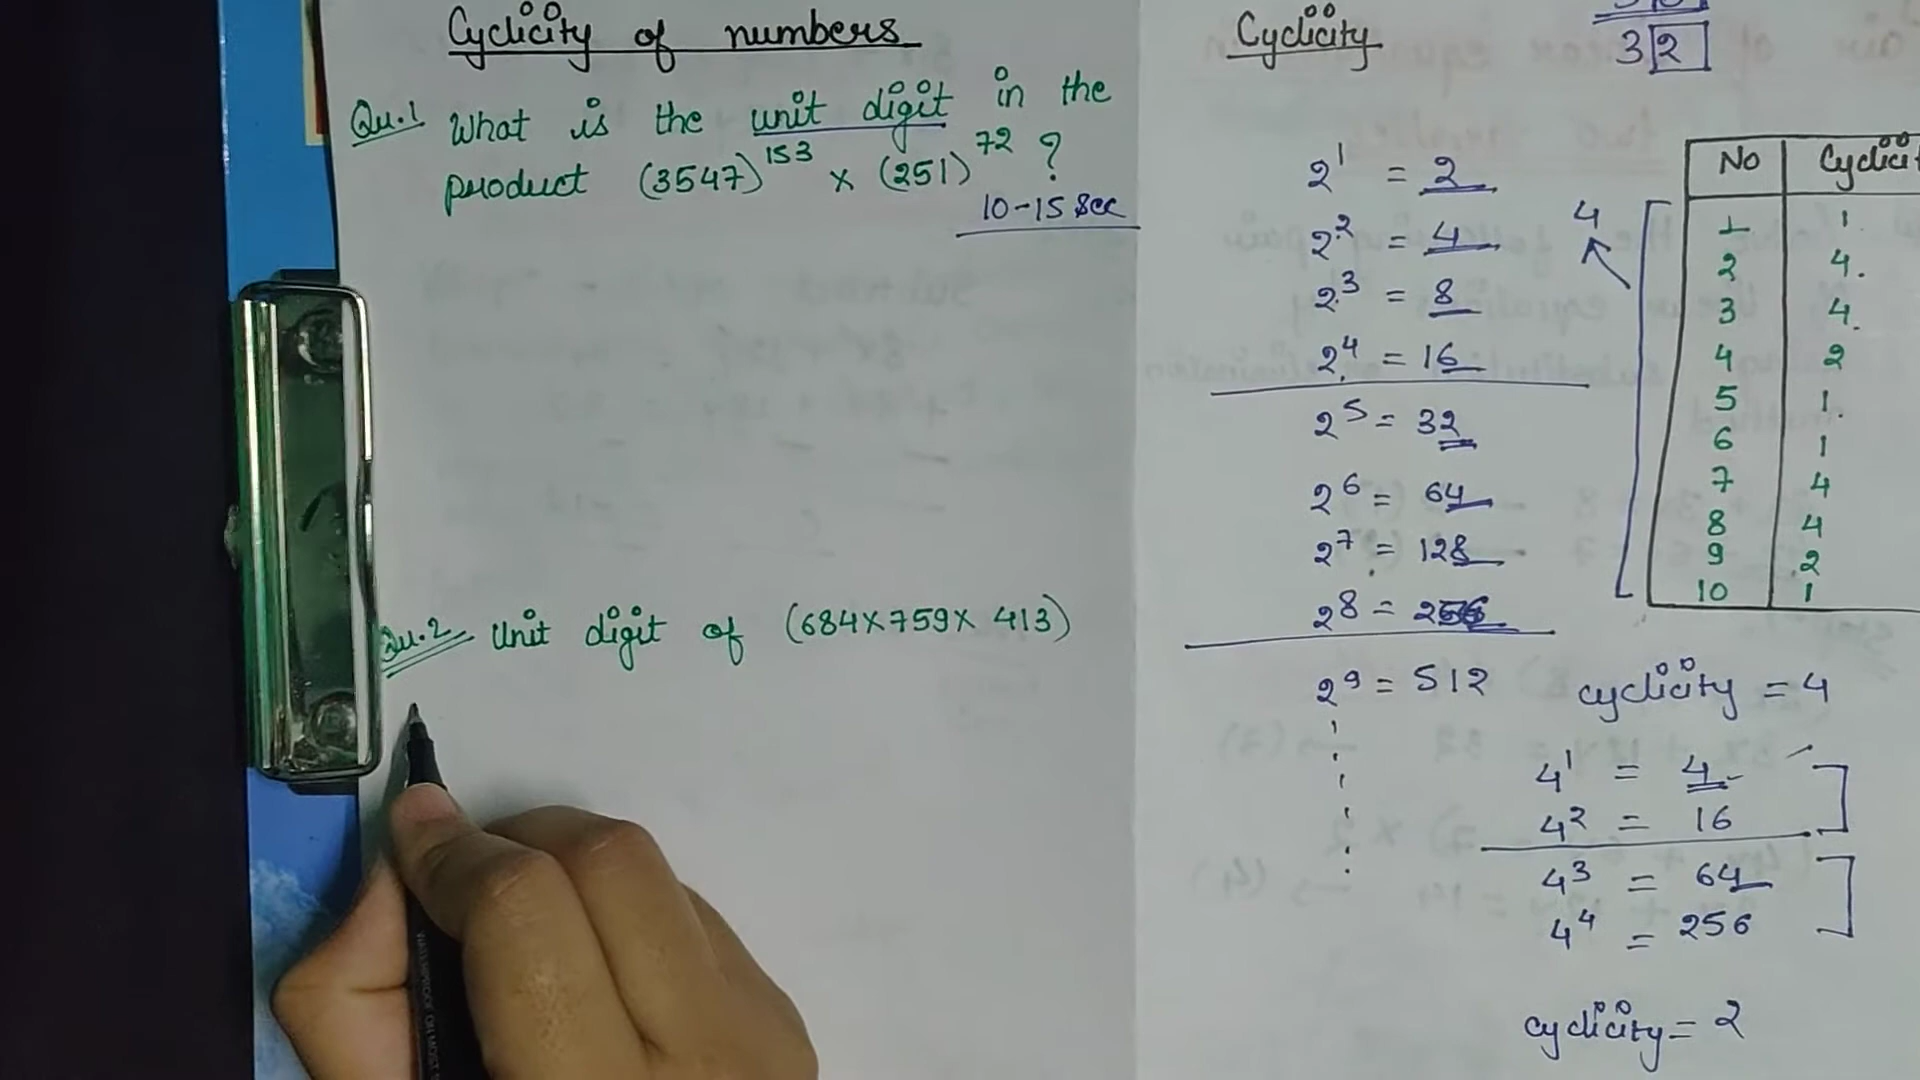 Cyclicity of numbers
Qu.1 What is the unit digit in the
product (3547)^153 x (251)^72 ?
10-15 Sec
Qu.2 Unit digit of (684x759x 413)
Cyclicity
3 2
2^1 = 2
2^2 = 4
2^3 = 8
2^4 = 16
2^5 = 32
2^6 = 64
2^7 = 128
2^8 = 256
2^9 = 512
4
No Cyclici
1 1
2 4.
3 4.
4 2
5 1.
6 1
7 4
8 4
9 2
10 1
cyclicity = 4
4^1 = 4
4^2 = 16
4^3 = 64
4^4 = 256
cyclicity = 2